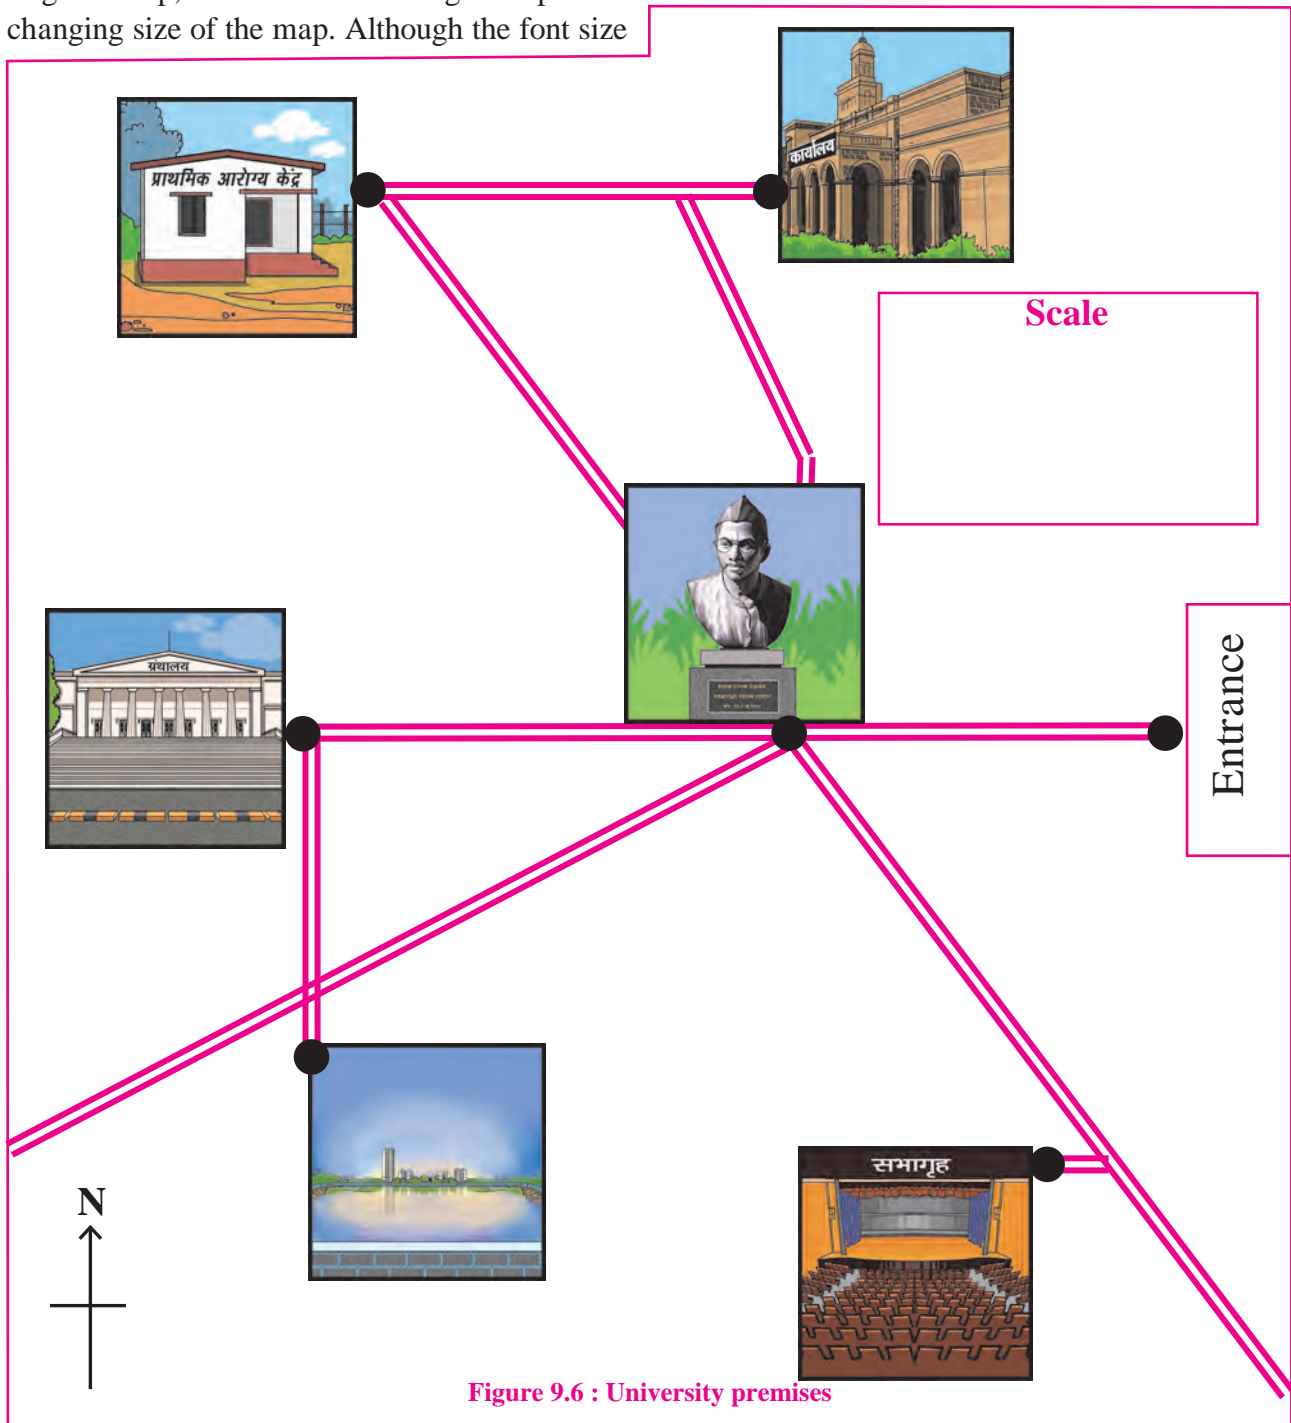 changing size of the map. Although the font size
कार्यालय
प्राथमिक आरोग्य केंद्र
Scale
ग्रंथालय
Entrance
सभागृह
N
Figure 9.6 : University premises